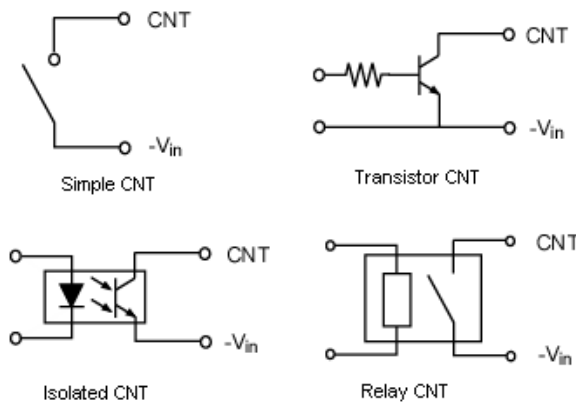 CNT
-Vin
Simple CNT
CNT
-Vin
Transistor CNT
CNT
-Vin
Isolated CNT
CNT
-Vin
Relay CNT